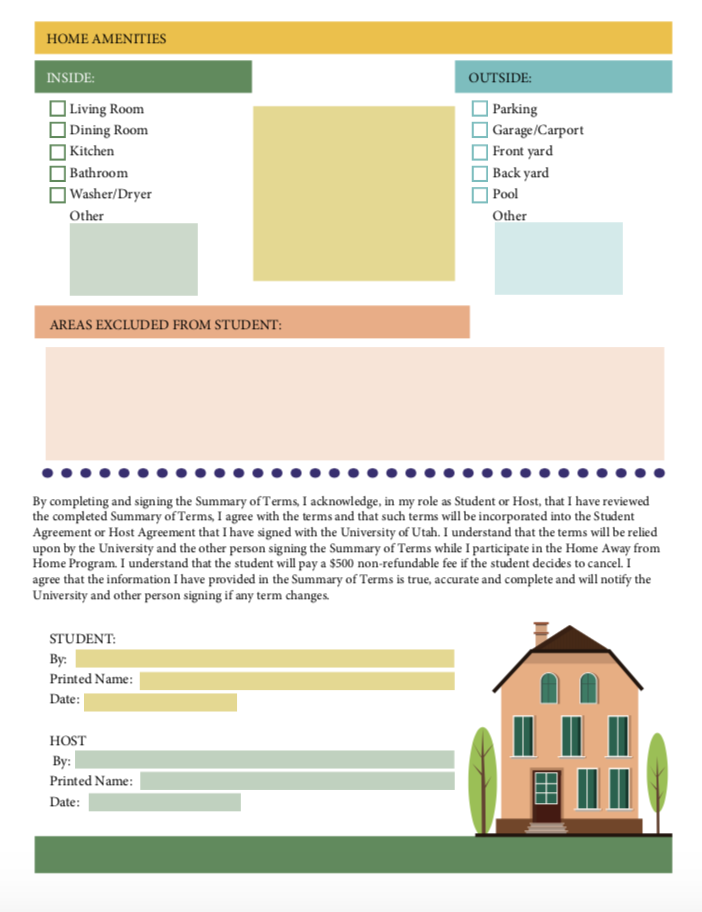 HOME AMENITIES
INSIDE:
Living Room
Dining Room
Kitchen
Bathroom
Washer/Dryer
Other
OUTSIDE:
Parking
Garage/Carport
Front yard
Back yard
Pool
Other
AREAS EXCLUDED FROM STUDENT:
By completing and signing the Summary of Terms, I acknowledge, in my role as Student or Host, that I have reviewed
the completed Summary of Terms, I agree with the terms and that such terms will be incorporated into the Student
Agreement or Host Agreement that I have signed with the University of Utah. I understand that the terms will be relied
upon by the University and the other person signing the Summary of Terms while I participate in the Home Away from
Home Program. I understand that the student will pay a $500 non-refundable fee if the student decides to cancel. I
agree that the information I have provided in the Summary of Terms is true, accurate and complete and will notify the
University and other person signing if any term changes.
STUDENT:
By:
Printed Name:
Date:
HOST
By:
Printed Name:
Date: